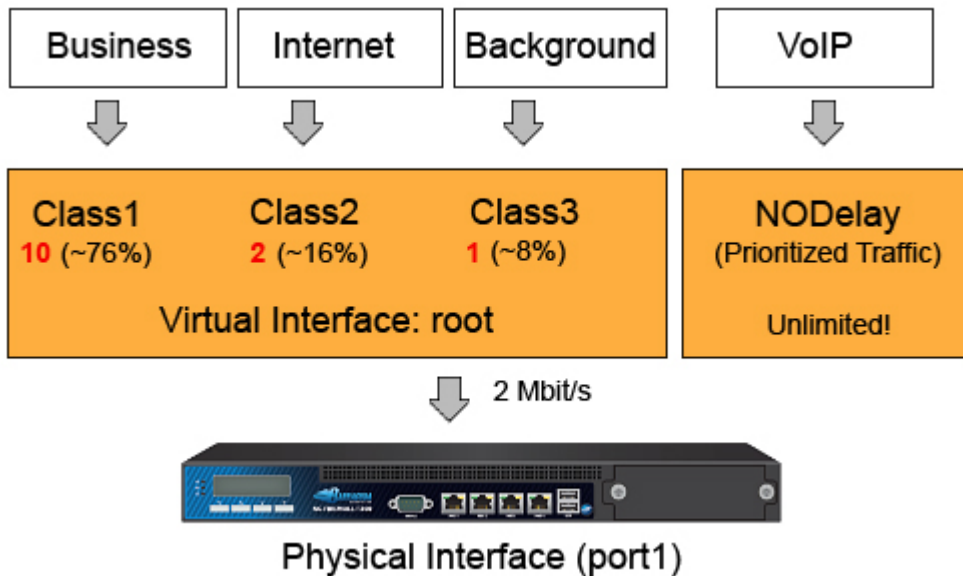 Business Internet Background VoIP
Class1 Class2 Class3 NODelay
10 (~76%) 2 (~16%) 1 (~8%) (Prioritized Traffic)
Virtual Interface: root Unlimited!
2 Mbit/s
Physical Interface (port1)